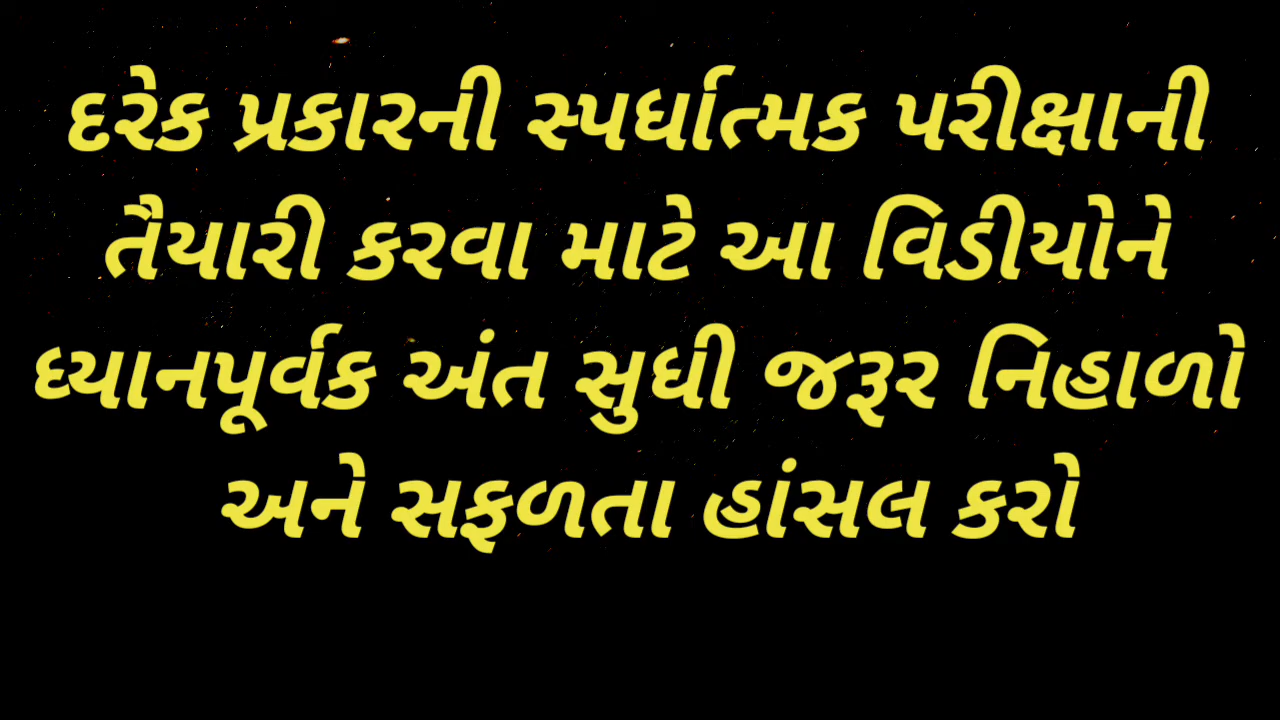 દરેક પ્રકારની સ્પર્ધાત્મક પરીક્ષાની
તૈયારી કરવા માટે આ વિડીયોને
ધ્યાનપૂર્વક અંત સુધી જરૂર નિહાળો
અને સફળતા હાંસલ કરો